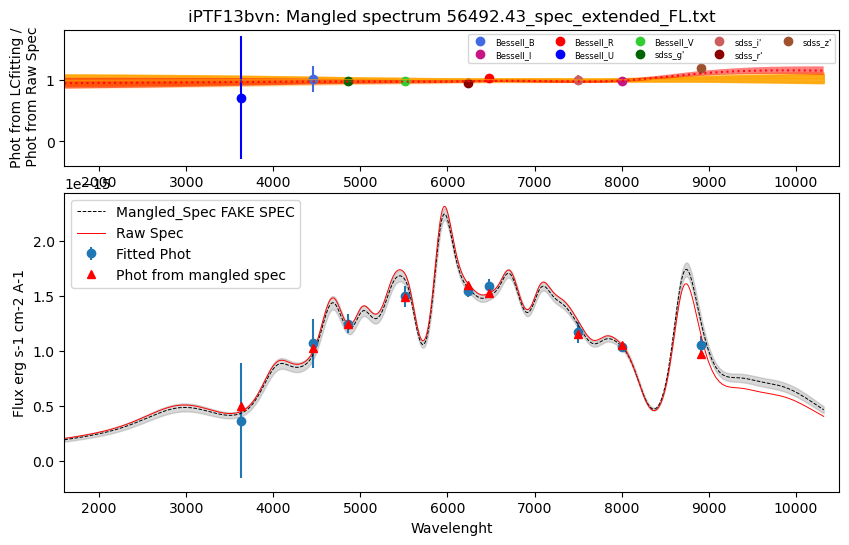 iPTF13bvn: Mangled spectrum 56492.43_spec_extended_FL.txt
Phot from LCfitting /
Phot from Raw Spec
1
0
Bessell_B
Bessell_I
Bessell_R
Bessell_U
Bessell_V
sdss_g'
sdss_i'
sdss_r'
sdss_z'
2000 3000 4000 5000 6000 7000 8000 9000 10000
1e−15
Mangled_Spec FAKE SPEC
Raw Spec
Fitted Phot
Phot from mangled spec
Flux erg s-1 cm-2 A-1
2.0
1.5
1.0
0.5
0.0
2000 3000 4000 5000 6000 7000 8000 9000 10000
Wavelenght